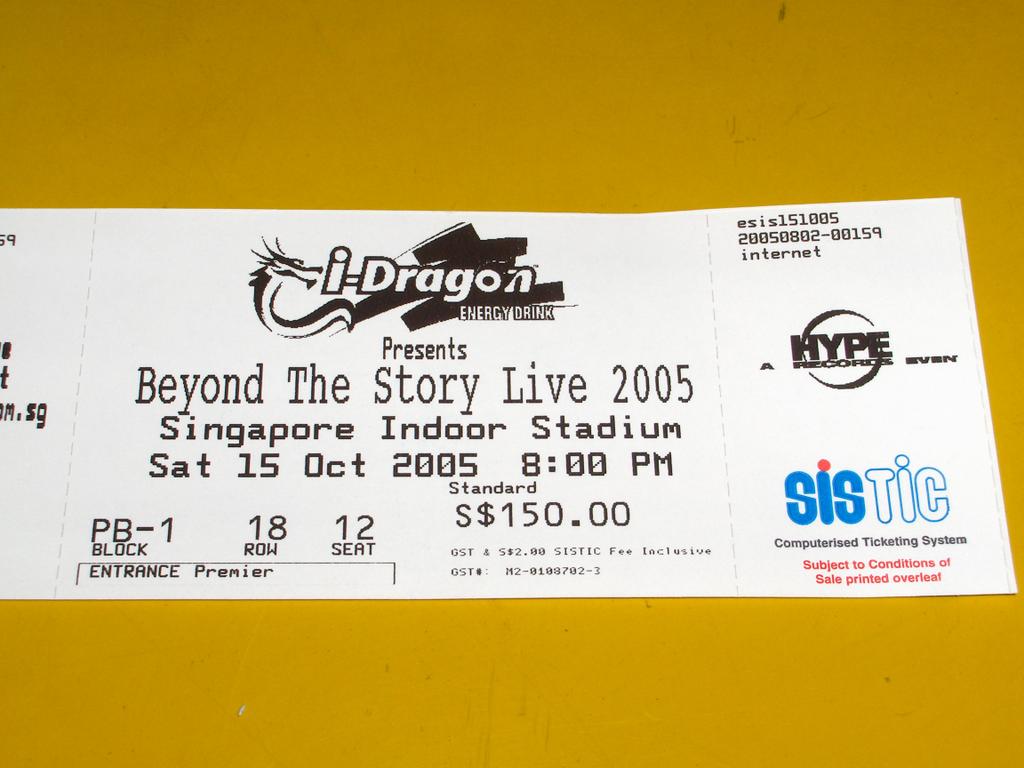 59
t
om.sg
i-Dragon
ENERGY DRINK
Presents
Beyond The Story Live 2005
Singapore Indoor Stadium
Sat 15 Oct 2005 8:00 PM
Standard
S$150.00
PB-1 18 12
BLOCK ROW SEAT
GST & S$2.00 SISTIC Fee Inclusive
ENTRANCE Premier
GST#: M2-0108702-3
esis151005
20050802-00159
internet
A HYPE RECORDS EVEN
sisTic
Computerised Ticketing System
Subject to Conditions of
Sale printed overleaf